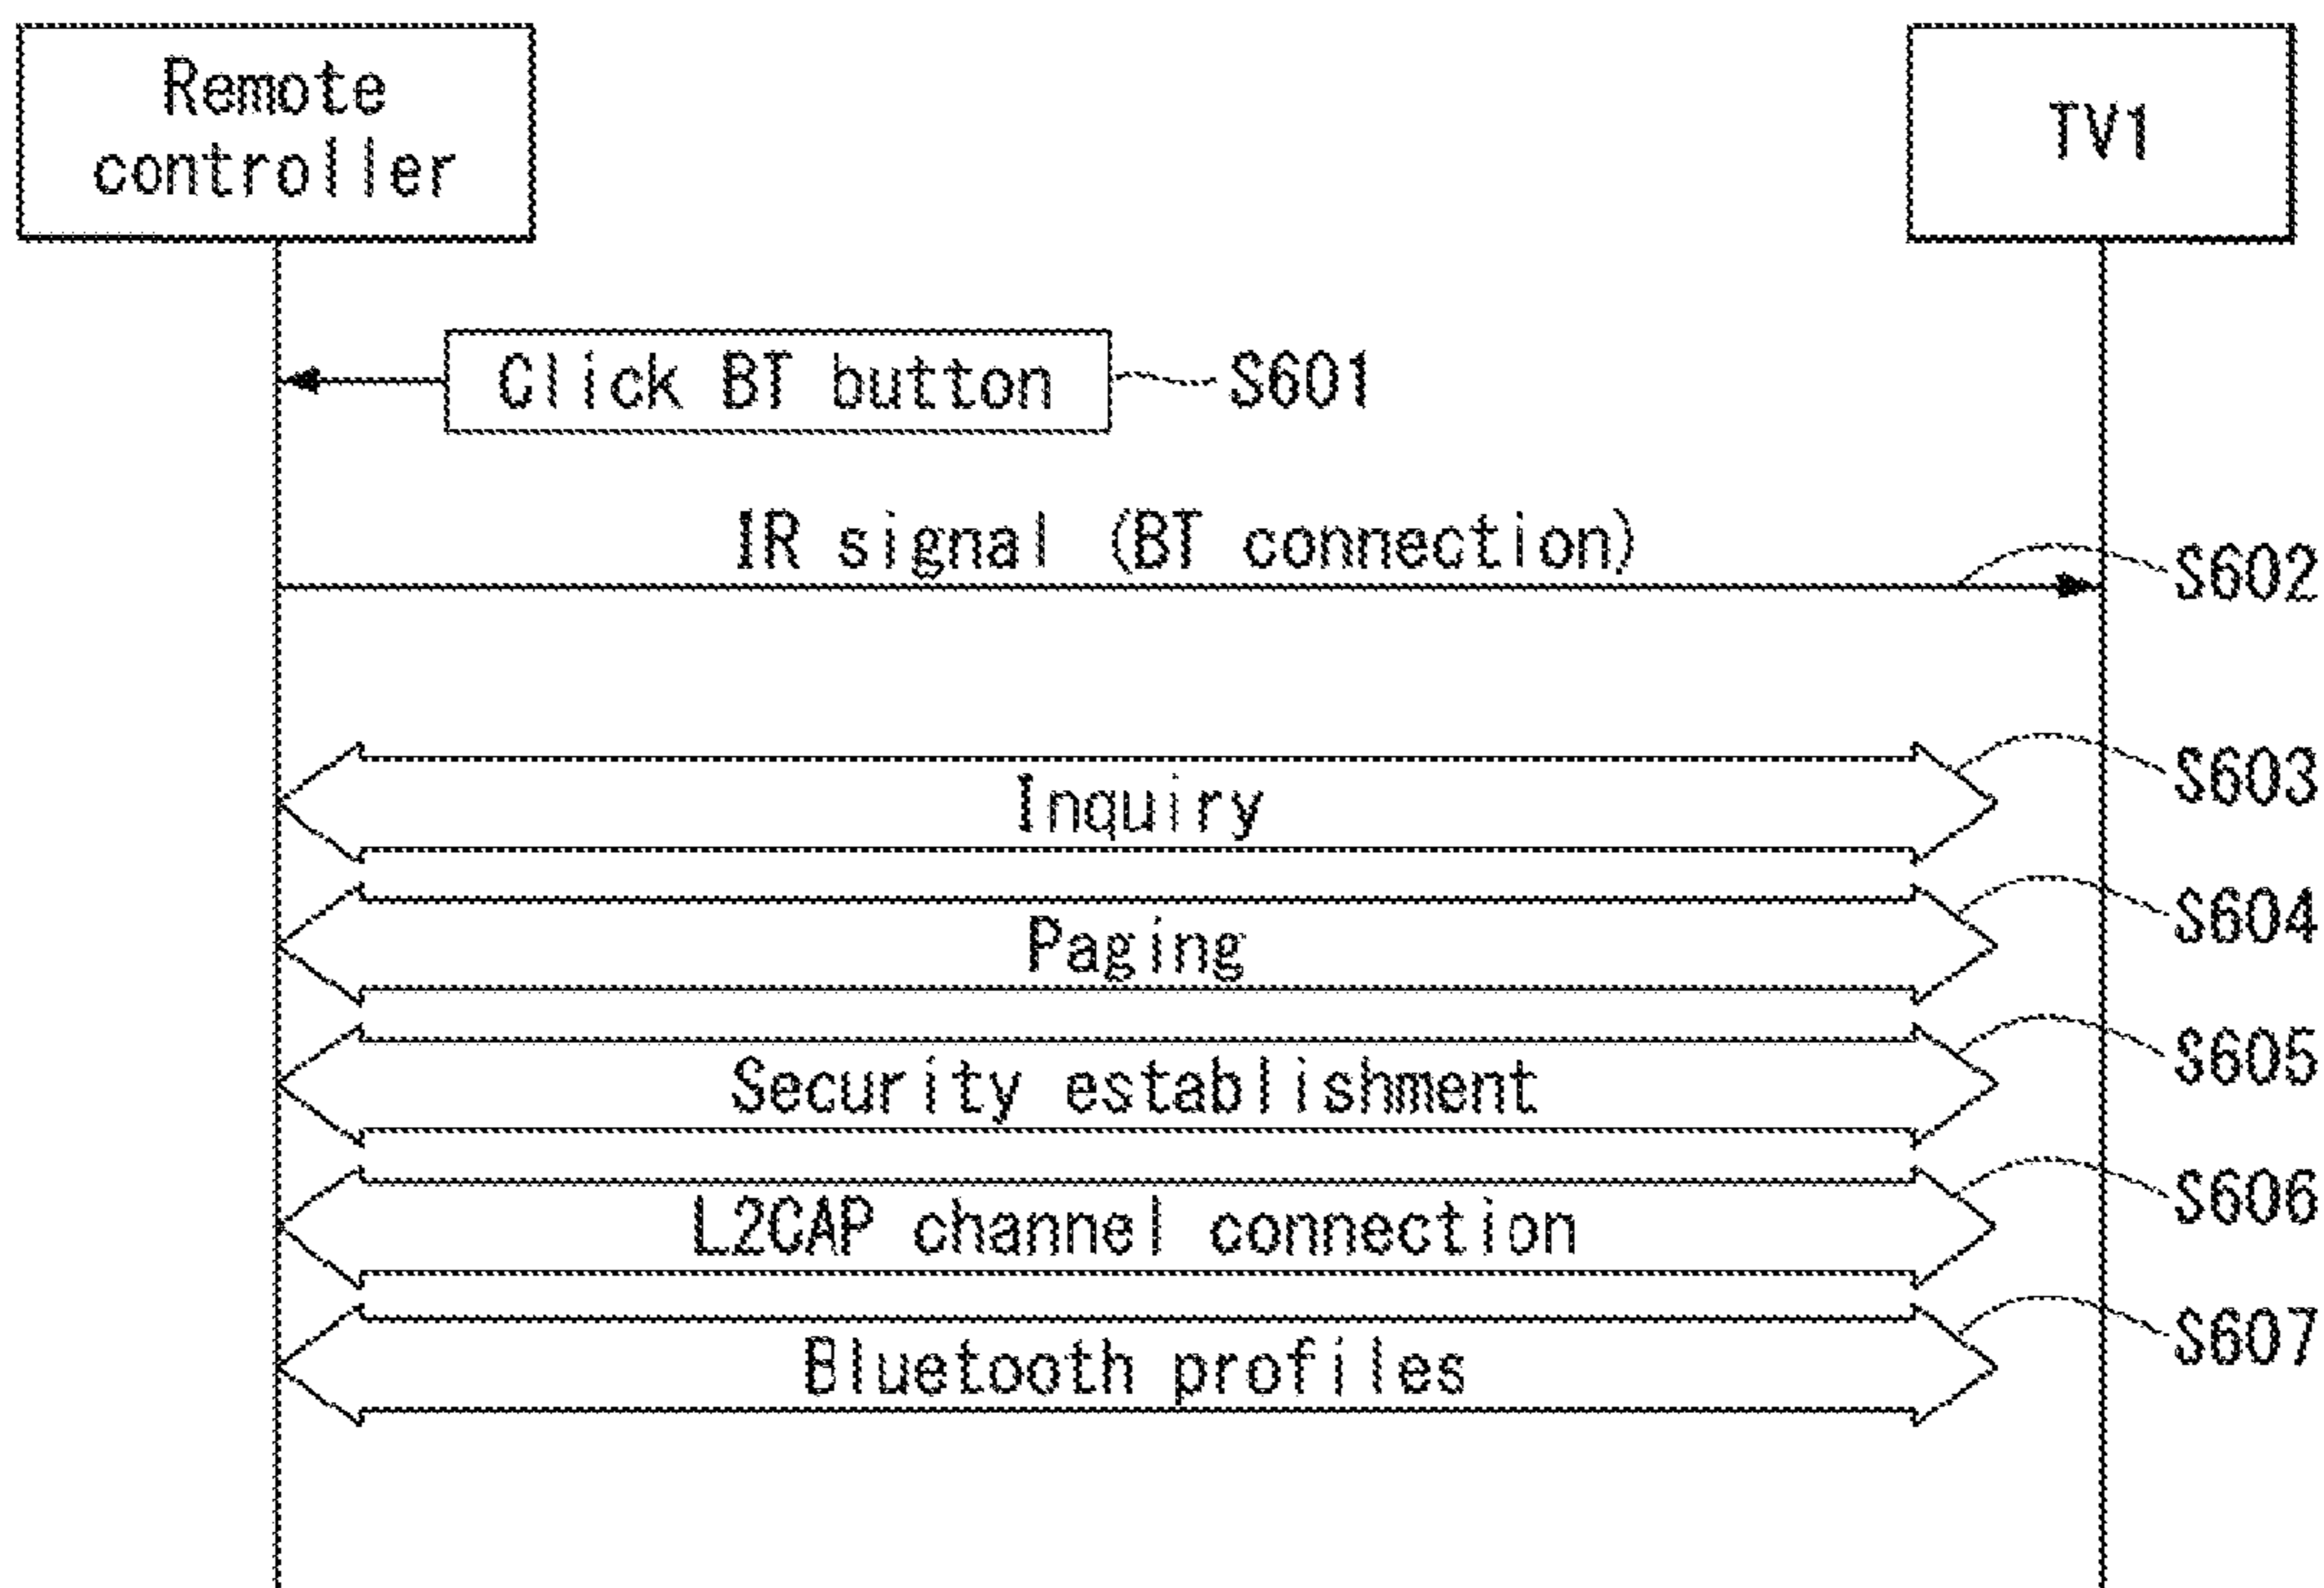 Remote
controller
TV1
Click BT button
S601
IR signal (BT connection)
S602
Inquiry
S603
Paging
S604
Security establishment
S605
L2CAP channel connection
S606
Bluetooth profiles
S607